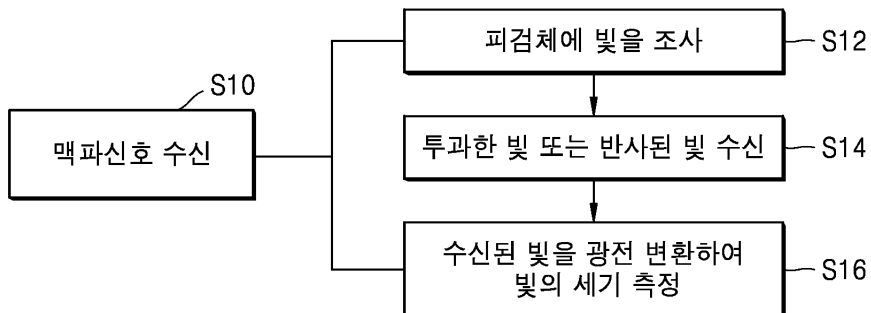 S10
맥파신호 수신
피검체에 빛을 조사
S12
투과한 빛 또는 반사된 빛 수신
S14
수신된 빛을 광전 변환하여
빛의 세기 측정
S16